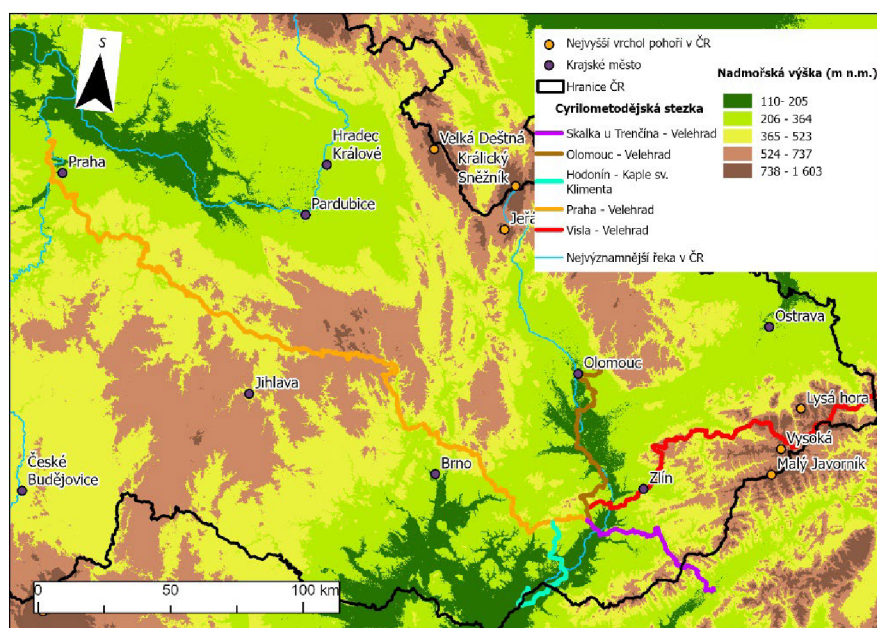 S
Nejvyšší vrchol pohoří v ČR
Krajské město
Hranice ČR
Cyrilometodějská stezka
Skalka u Trenčína - Velehrad
Olomouc - Velehrad
Hodonín - Kaple sv.
Klimenta
Praha - Velehrad
Visla - Velehrad
Nejvýznamnější řeka v ČR
Nadmořská výška (m n.m.)
110- 205
206 - 364
365 - 523
524 - 737
738 - 1 603
Praha
Hradec
Králové
Pardubice
Velká Deštná
Králický
Sněžník
Ostrava
Olomouc
Jihlava
Lysá hora
Vysoká
Malý Javorník
Brno
Zlín
České
Budějovice
0 50 100 km